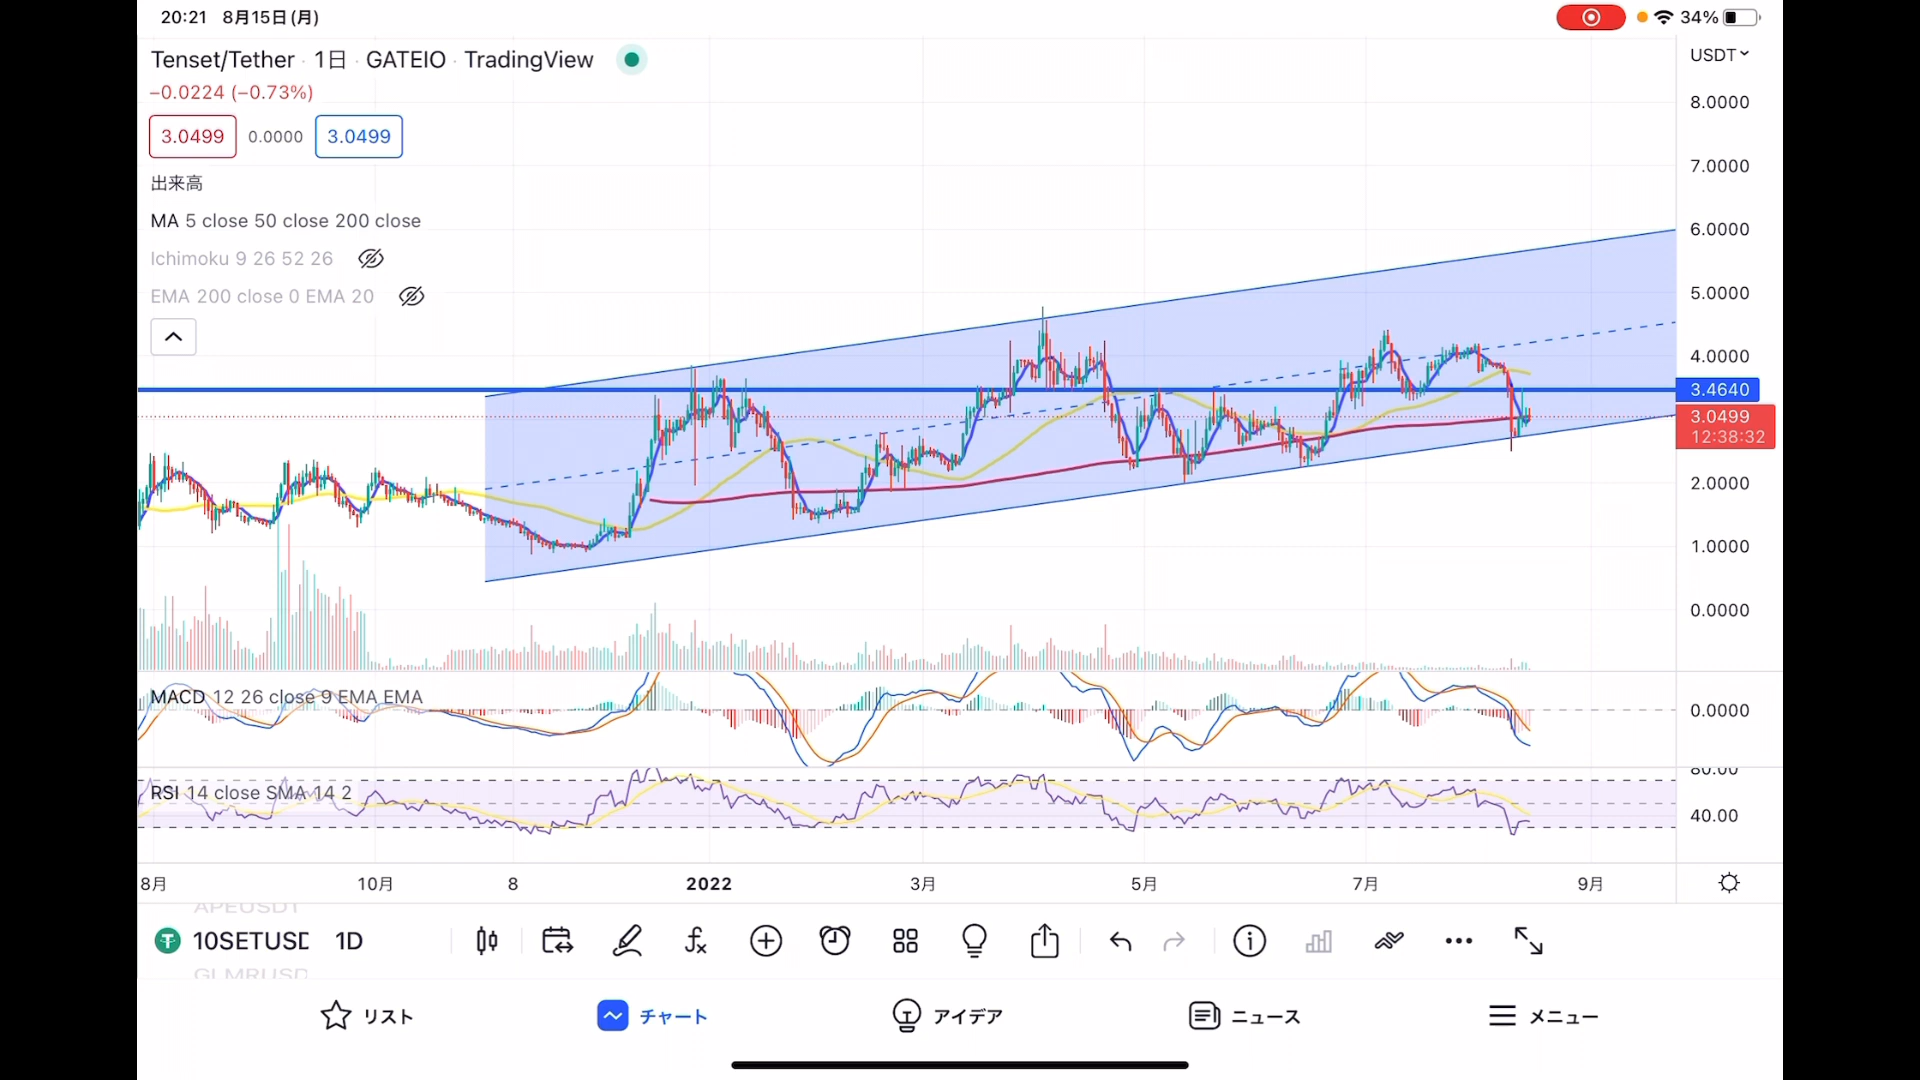 20:21 8月15日(月)
34%
Tenset/Tether · 1日 · GATEIO · TradingView
−0.0224 (−0.73%)
3.0499 0.0000 3.0499
出来高
MA 5 close 50 close 200 close
Ichimoku 9 26 52 26
EMA 200 close 0 EMA 20
USDT
8.0000
7.0000
6.0000
5.0000
4.0000
3.4640
3.0499
12:38:32
2.0000
1.0000
0.0000
MACD 12 26 close 9 EMA EMA
0.0000
RSI 14 close SMA 14 2
80.00
40.00
8月 10月 8 2022 3月 5月 7月 9月
APEUSDT
10SETUSD 1D
GLMRUSD
リスト チャート アイデア ニュース メニュー